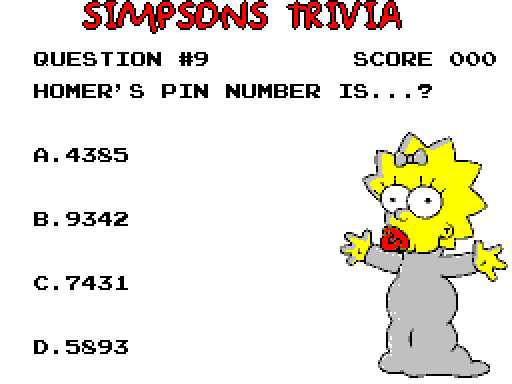 SIMPSONS TRIVIA
QUESTION #9 SCORE 000
HOMER'S PIN NUMBER IS...?
A.4385
B.9342
C.7431
D.5893